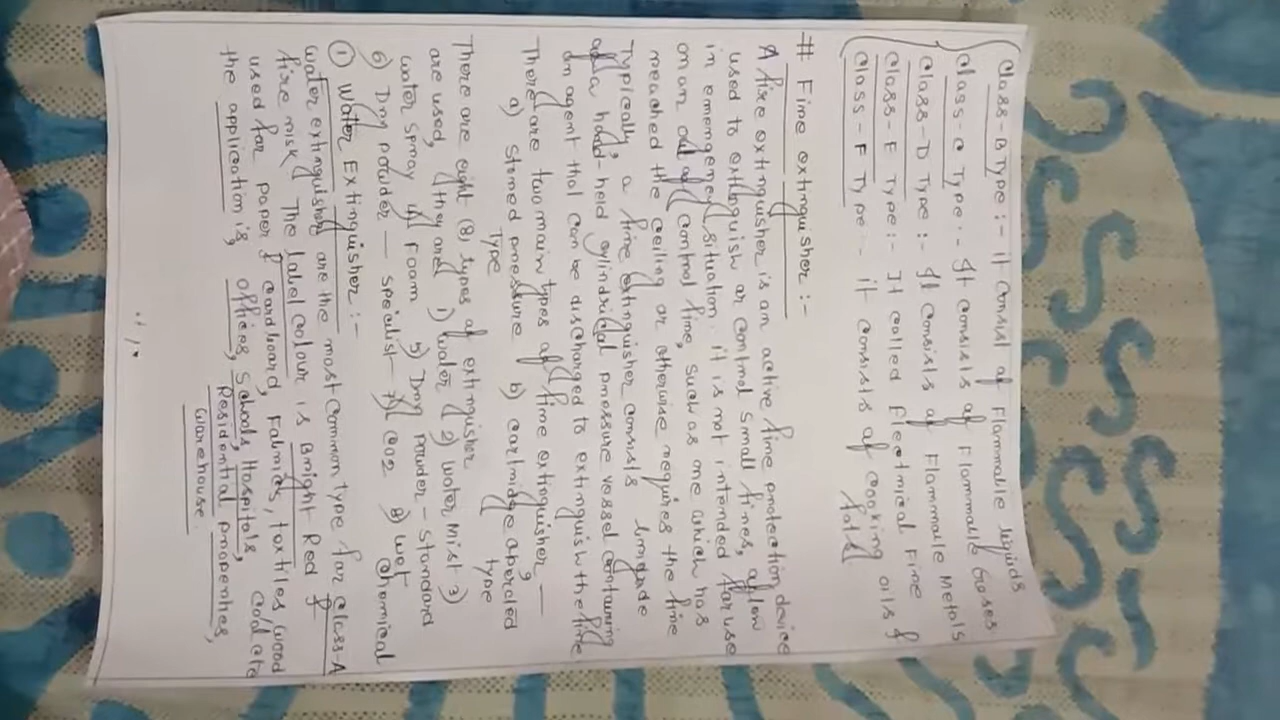 Class-B Type:- it consist of Flammable liquids
Class-C Type:- It consists of Flammable Gases.
Class-D Type:- It consists of Flammable Metals
Class-E Type:- It called Electrical Fire
Class-F Type:- it consists of cooking oils &
fats
# Fire extinguisher:-
A fire extinguisher is an active fire protection device
used to extinguish or control small fires, often
in emergency situation. it is not intended for use
on an out of control fire, such as one which has
reached the ceiling or otherwise requires the fire
Typically, a fire extinguisher consists brigade
of a hand-held cylindrical pressure vessel containing
an agent that can be discharged to extinguish the fire
There are two main types of fire extinguisher,—
a) stored pressure b) cartridge operated
Type type
There are eight (8) types of extinguisher
are used, they are 1) water 2) water Mist 3)
water spray 4) Foam 5) Dry powder - standard
6) Dry powder — specialist — 7) CO2 8) wet chemical
① Water Extinguisher:-
water extinguisher are the most common type for class-A
fire risk. The label colour is Bright Red &
used for paper, cardboard, Fabrics, textiles, wood
coal etc
the application is, offices, Schools, Hospitals,
Residential properties,
warehouse